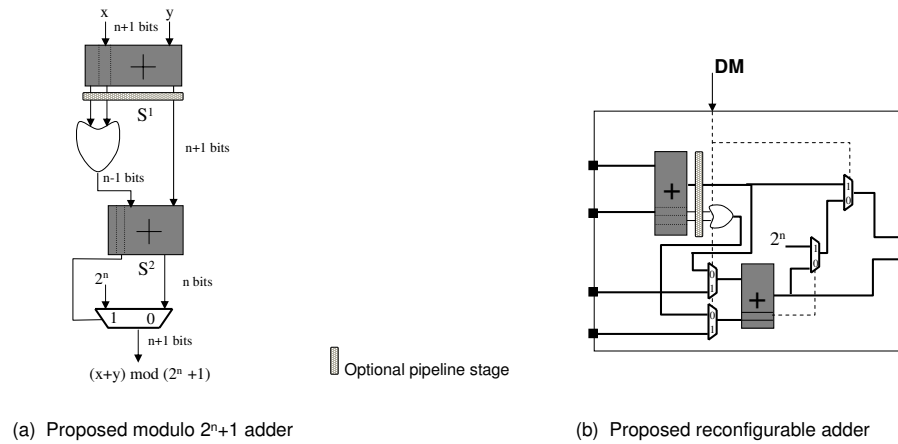 x y
n+1 bits
+
S¹
n+1 bits
n-1 bits
+
S²
2ⁿ
n bits
1 0
n+1 bits
(x+y) mod (2ⁿ +1)
Optional pipeline stage
(a) Proposed modulo 2ⁿ+1 adder
DM
+
1
0
2ⁿ
1
0
0
1
+
0
1
(b) Proposed reconfigurable adder